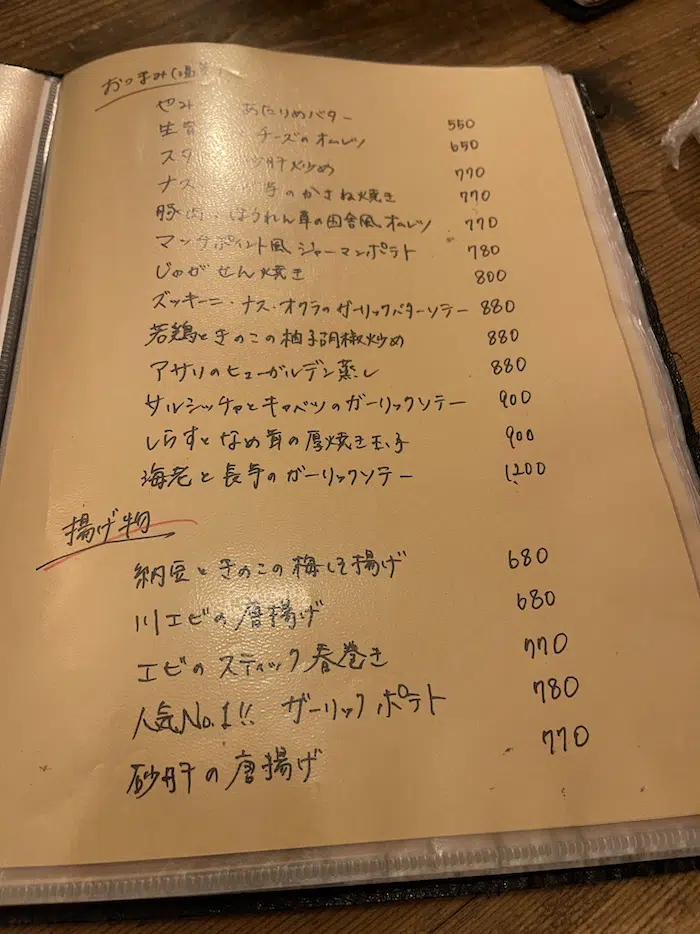 おつまみ(温
やみ あたりめバター 550
生 チーズのオムレツ 650
スタ 炒め 770
ナス のかさね焼き 770
豚肉・ほうれん草の田舎風オムレツ 770
マンチポイント風ジャーマンポテト 780
じゃがせん焼き 800
ズッキーニ・ナス・オクラのガーリックバターソテー 880
若鶏ときのこの柚子胡椒炒め 880
アサリのヒューガルデン蒸し 880
サルシッチャとキャベツのガーリックソテー 900
しらすとなめ茸の厚焼き玉子 900
海老と長芋のガーリックソテー 1200
揚げ物
納豆ときのこの梅しそ揚げ 680
川エビの唐揚げ 680
エビのスティック春巻き 770
人気No.1!! ガーリックポテト 780
砂肝の唐揚げ 770